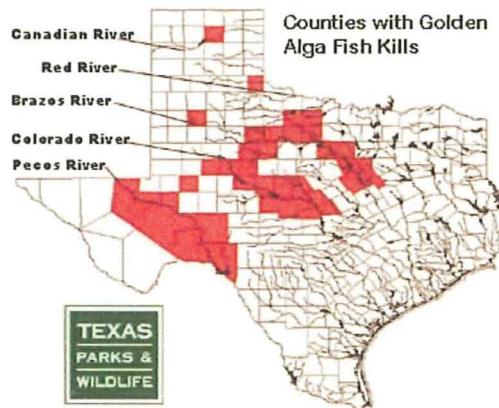 Counties with Golden
Alga Fish Kills
Canadian River
Red River
Brazos River
Colorado River
Pecos River
TEXAS
PARKS &
WILDLIFE